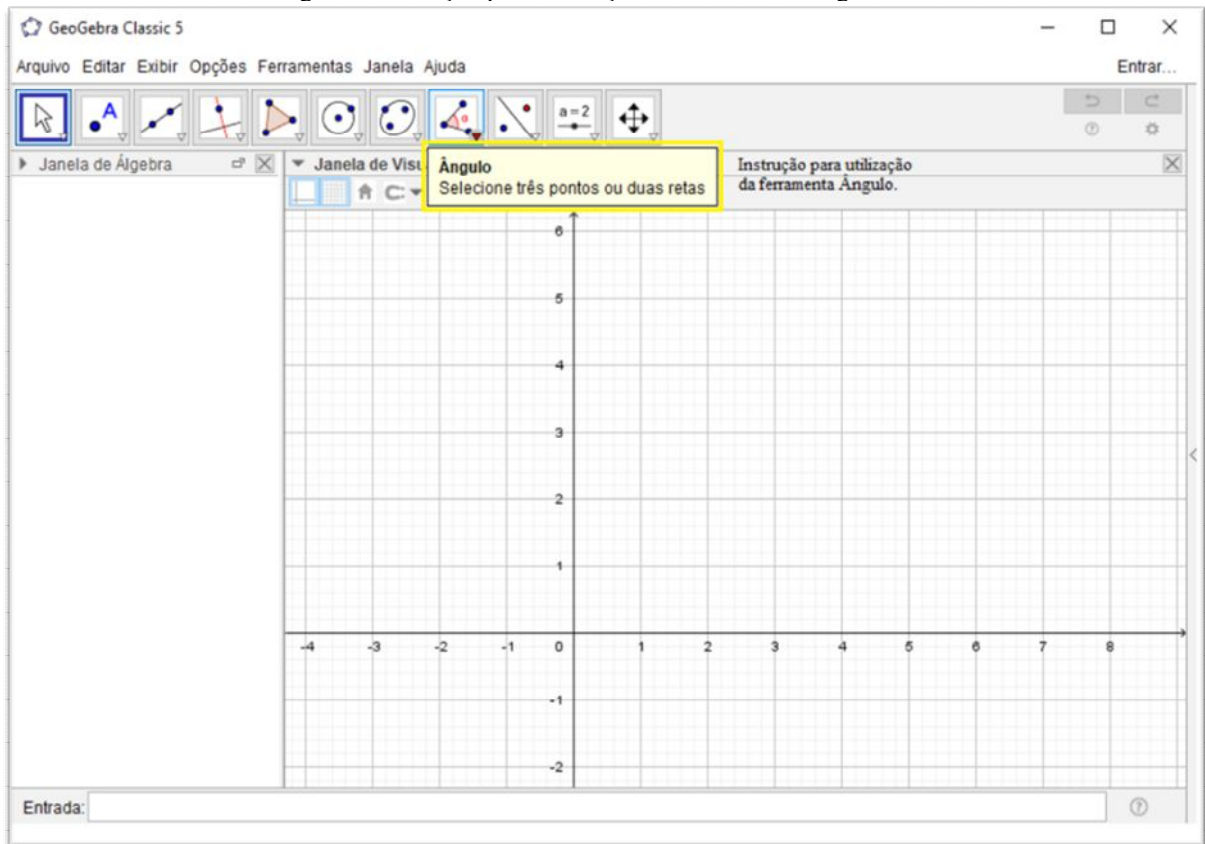 GeoGebra Classic 5
Arquivo Editar Exibir Opções Ferramentas Janela Ajuda
Entrar...
A
α
a = 2
Janela de Álgebra
Janela de Visu
Ângulo
Selecione três pontos ou duas retas
Instrução para utilização
da ferramenta Ângulo.
6
5
4
3
2
1
-4 -3 -2 -1 0 1 2 3 4 5 6 7 8
-1
-2
Entrada: